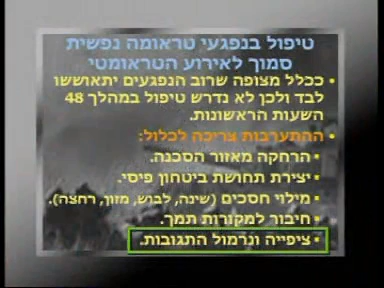 טיפול בנפגעי טראומה נפשית
סמוך לאירוע הטראומטי
• ככלל מצופה שרוב הנפגעים יתאוששו
לבד ולכן לא נדרש טיפול במהלך 48
השעות הראשונות.
• ההתערבות צריכה לכלול:
▪ הרחקה מאזור הסכנה.
▪ יצירת תחושת ביטחון פיסי.
▪ מילוי חסכים (שינה, לבוש, מזון, רחצה).
▪ חיבור למקורות תמך.
▪ ציפייה ונרמול התגובות.